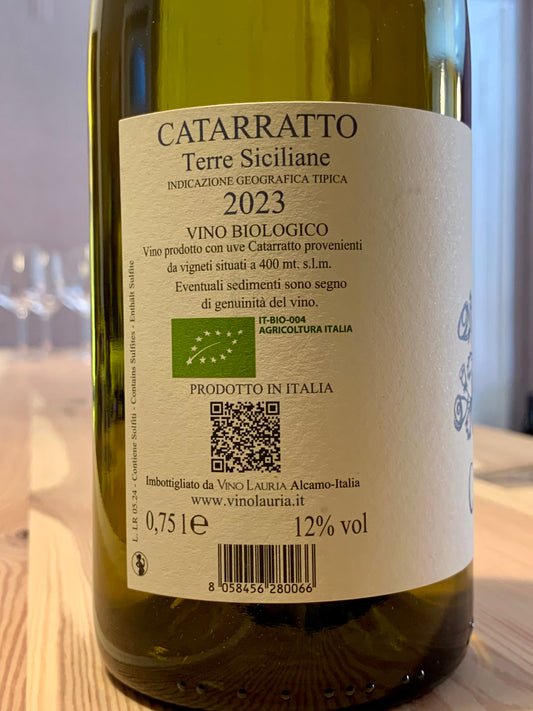 CATARRATTO
Terre Siciliane
INDICAZIONE GEOGRAFICA TIPICA
2023
VINO BIOLOGICO
Vino prodotto con uve Catarratto provenienti
da vigneti situati a 400 mt. s.l.m.
Eventuali sedimenti sono segno
di genuinità del vino.
IT-BIO-004
AGRICOLTURA ITALIA
PRODOTTO IN ITALIA
Imbottigliato da VINO LAURIA Alcamo-Italia
www.vinolauria.it
0,75 l e 12% vol
8 058456 280066
L. LR 05.24 - Contiene Solfiti - Contains Sulfites - Enthält Sulfite